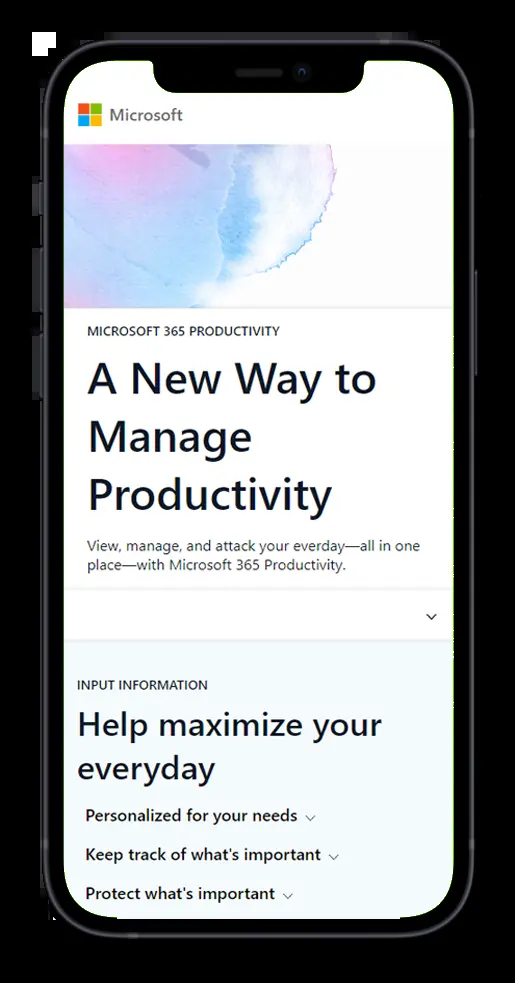 Microsoft
MICROSOFT 365 PRODUCTIVITY
A New Way to
Manage
Productivity
View, manage, and attack your everday—all in one
place—with Microsoft 365 Productivity.
INPUT INFORMATION
Help maximize your
everyday
Personalized for your needs
Keep track of what's important
Protect what's important